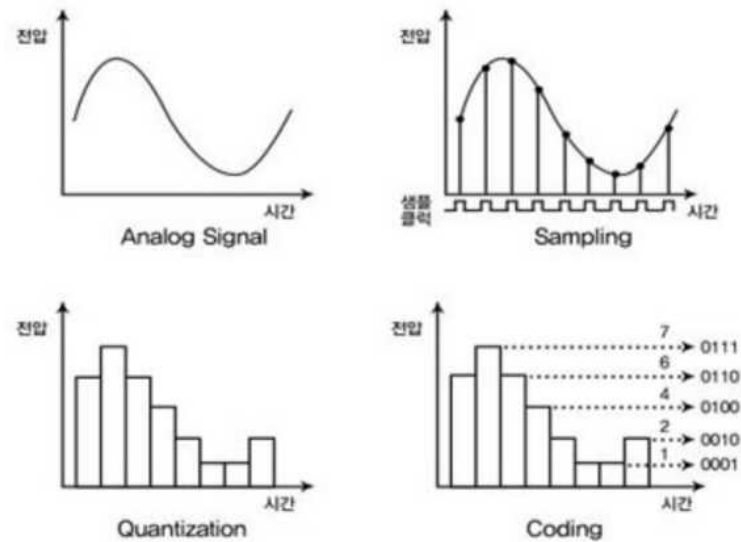 전압
시간
Analog Signal
전압
샘플
클럭
시간
Sampling
전압
시간
Quantization
전압
7
0111
6
0110
4
0100
2
0010
1
0001
시간
Coding